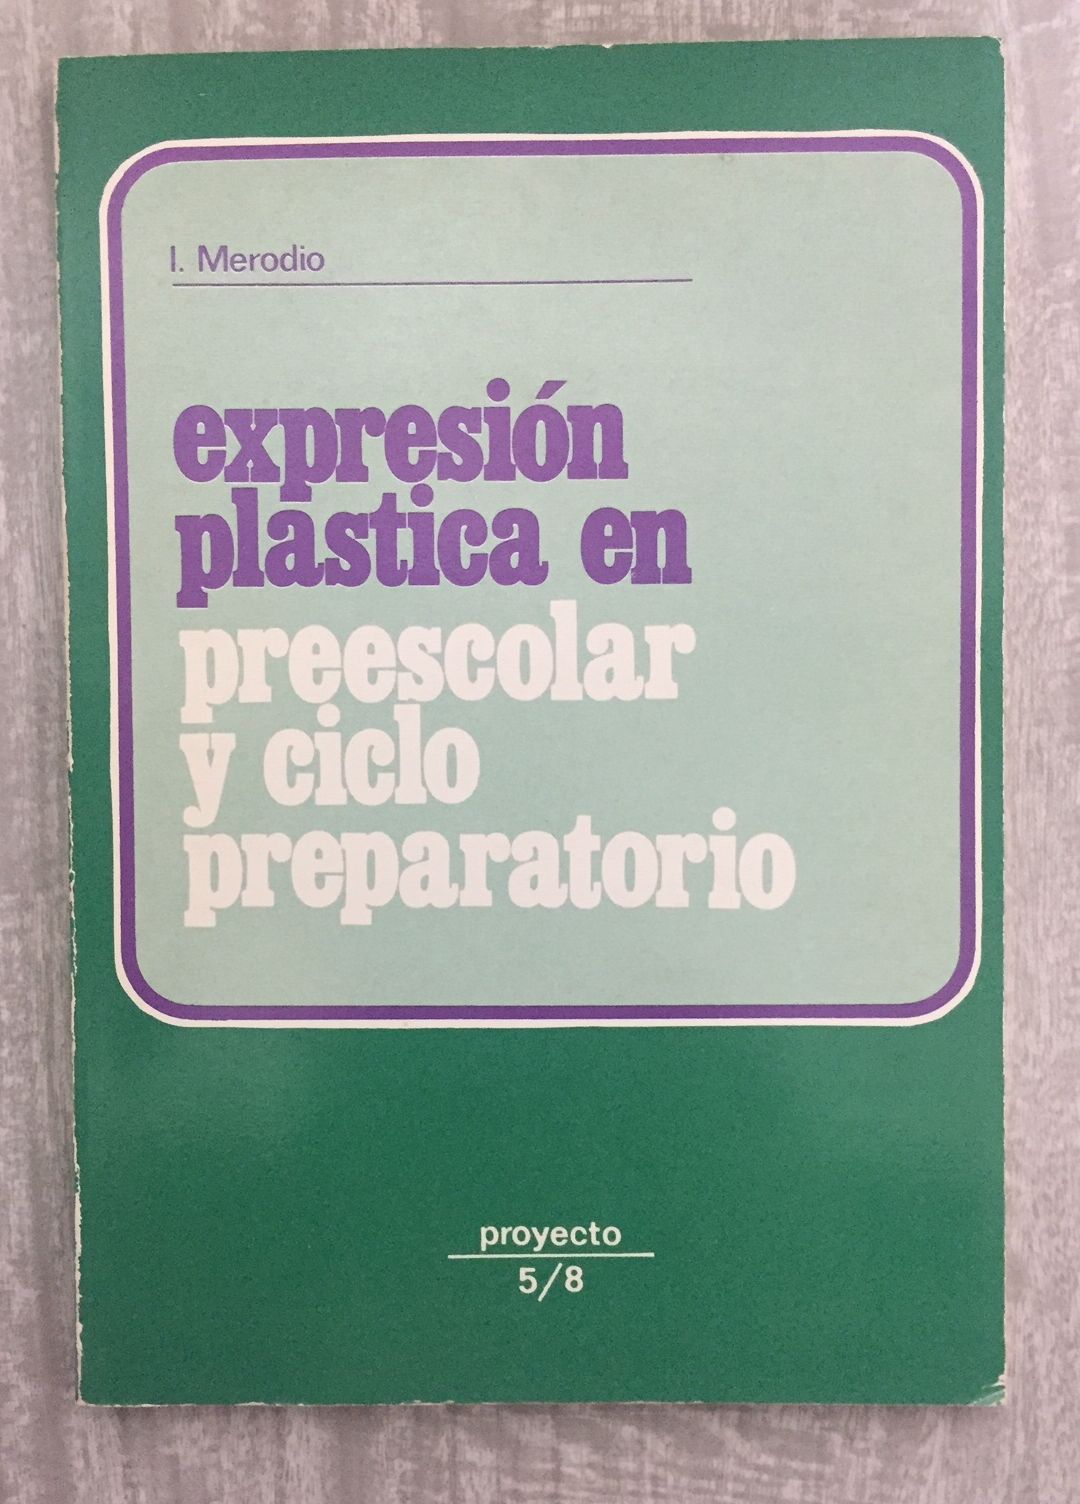 I. Merodio
expresión
plastica en
preescolar
y ciclo
preparatorio
proyecto
5/8